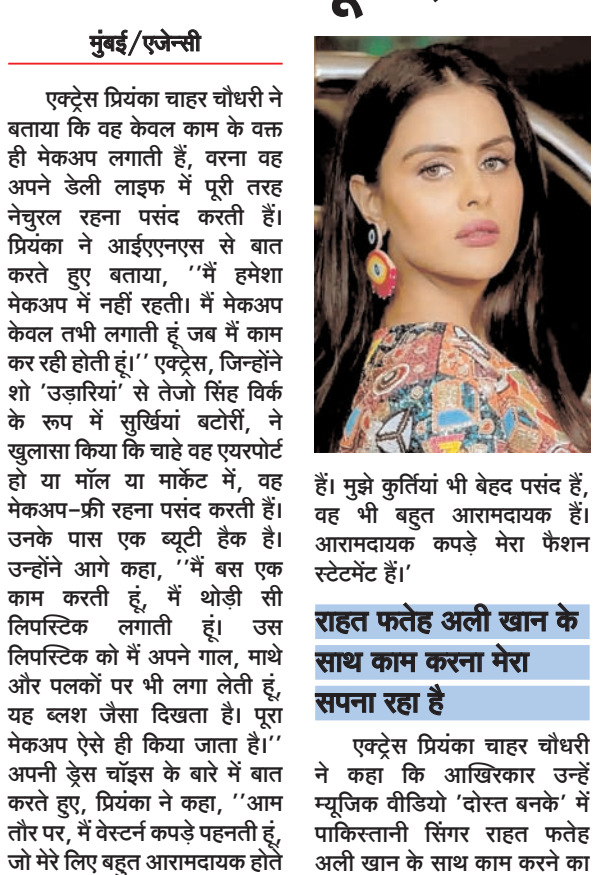 मुंबई/एजेन्सी
एक्ट्रेस प्रियंका चाहर चौधरी ने
बताया कि वह केवल काम के वक्त
ही मेकअप लगाती हैं, वरना वह
अपने डेली लाइफ में पूरी तरह
नेचुरल रहना पसंद करती हैं।
प्रियंका ने आईएएनएस से बात
करते हुए बताया, ''मैं हमेशा
मेकअप में नहीं रहती। मैं मेकअप
केवल तभी लगाती हूं जब मैं काम
कर रही होती हूं।'' एक्ट्रेस, जिन्होंने
शो 'उड़ारियां' से तेजो सिंह विर्क
के रूप में सुर्खियां बटोरीं, ने
खुलासा किया कि चाहे वह एयरपोर्ट
हो या मॉल या मार्केट में, वह
मेकअप-फ्री रहना पसंद करती हैं।
उनके पास एक ब्यूटी हैक है।
उन्होंने आगे कहा, ''मैं बस एक
काम करती हूं, मैं थोड़ी सी
लिपस्टिक लगाती हूं। उस
लिपस्टिक को मैं अपने गाल, माथे
और पलकों पर भी लगा लेती हूं,
यह ब्लश जैसा दिखता है। पूरा
मेकअप ऐसे ही किया जाता है।''
अपनी ड्रेस चॉइस के बारे में बात
करते हुए, प्रियंका ने कहा, ''आम
तौर पर, मैं वेस्टर्न कपड़े पहनती हूं,
जो मेरे लिए बहुत आरामदायक होते
हैं। मुझे कुर्तियां भी बेहद पसंद हैं,
वह भी बहुत आरामदायक हैं।
आरामदायक कपड़े मेरा फैशन
स्टेटमेंट हैं।'
राहत फतेह अली खान के
साथ काम करना मेरा
सपना रहा है
एक्ट्रेस प्रियंका चाहर चौधरी
ने कहा कि आखिरकार उन्हें
म्यूजिक वीडियो 'दोस्त बनके' में
पाकिस्तानी सिंगर राहत फतेह
अली खान के साथ काम करने का